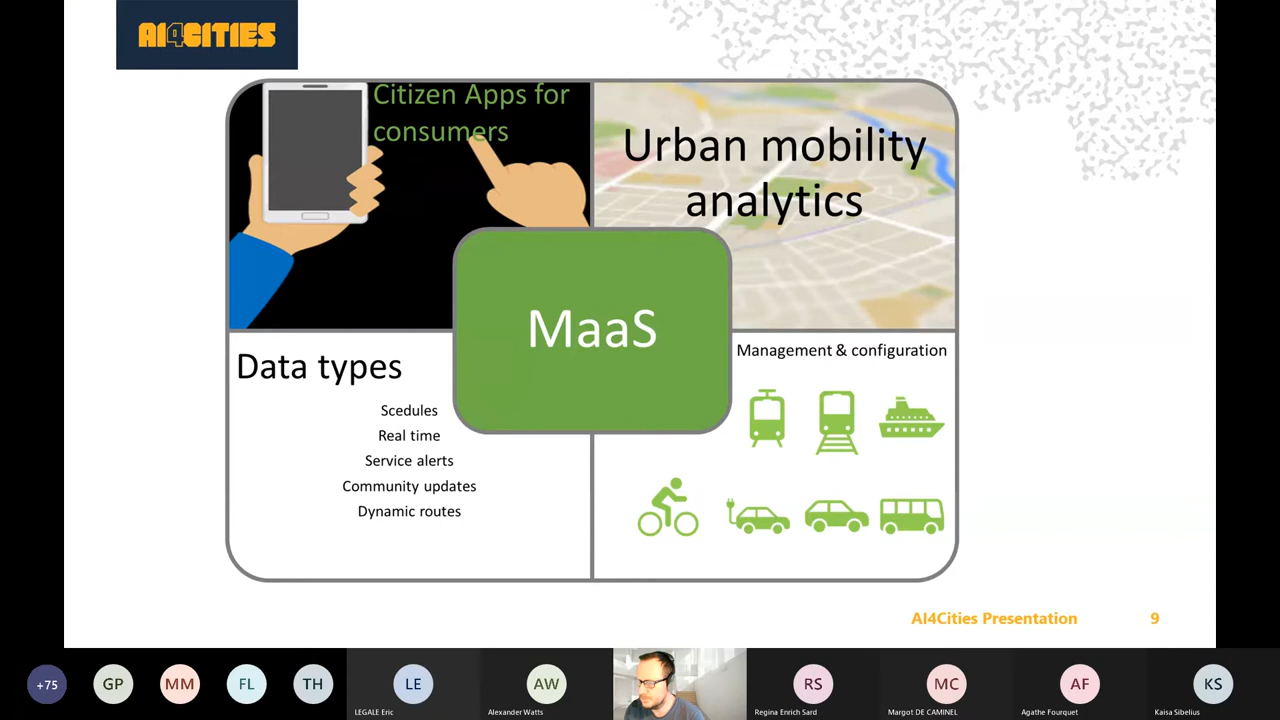 AI4CITIES
Citizen Apps for
consumers
Urban mobility
analytics
MaaS
Data types
Scedules
Real time
Service alerts
Community updates
Dynamic routes
Management & configuration
AI4Cities Presentation
9
+75
GP
MM
FL
TH
LE
LEGALE Eric
AW
Alexander Watts
RS
Regina Enrich Sard
MC
Margot DE CAMINEL
AF
Agathe Fourquet
KS
Kaisa Sibelius